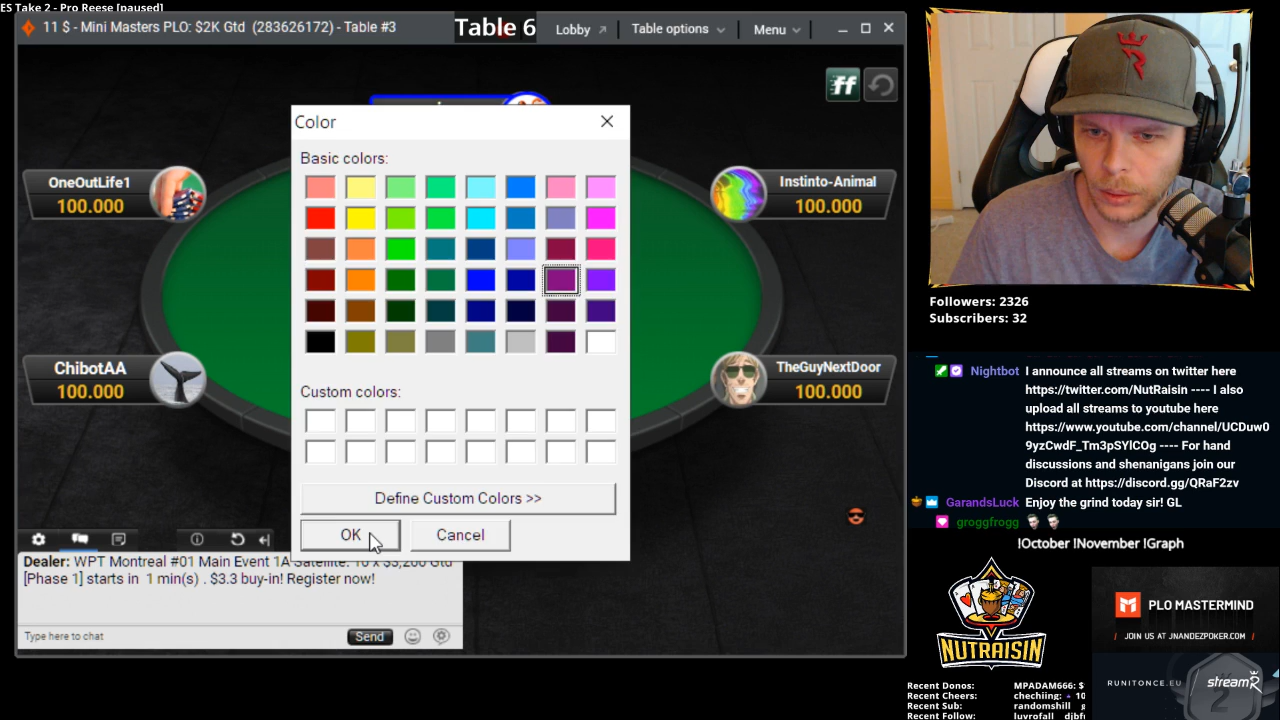 ES Take 2 - Pro Reese [paused]
11 $ - Mini Masters PLO: $2K Gtd (283626172) - Table #3
Table 6
Lobby
Table options
Menu
ff
Color
Basic colors:
OneOutLife1
100.000
Instinto-Animal
100.000
ChibotAA
100.000
TheGuyNextDoor
100.000
Custom colors:
Define Custom Colors >>
OK
Cancel
Dealer: WPT Montreal #01 Main Event 1A
[Phase 1] starts in 1 min(s) . $3.3 buy-in! Register now!
Type here to chat
Send
Followers: 2326
Subscribers: 32
Nightbot I announce all streams on twitter here
https://twitter.com/NutRaisin ---- I also
upload all streams to youtube here
https://www.youtube.com/channel/UCDuw0
9yzCwdF_Tm3pSYlCOg ---- For hand
discussions and shenanigans join our
Discord at https://discord.gg/QRaF2zv
GarandsLuck Enjoy the grind today sir! GL
groggfrogg
!October !November !Graph
NUTRAISIN
PLO MASTERMIND
/ JOIN US AT JNANDEZPOKER.COM /
RUNITONCE.EU
streamR
2
Recent Donos: MPADAM666: $
Recent Cheers: chechiing: 10
Recent Sub: randomshill g
Recent Follow: luvrofall djbf